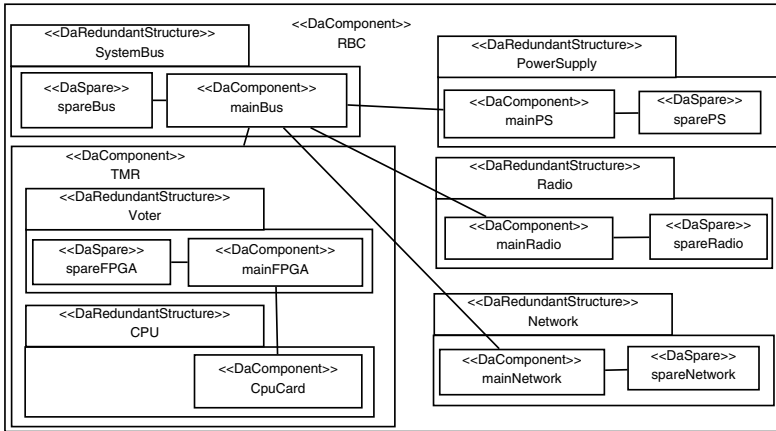 <<DaComponent>>
RBC
<<DaRedundantStructure>>
SystemBus
<<DaSpare>>
spareBus
<<DaComponent>>
mainBus
<<DaRedundantStructure>>
PowerSupply
<<DaComponent>>
mainPS
<<DaSpare>>
sparePS
<<DaComponent>>
TMR
<<DaRedundantStructure>>
Voter
<<DaSpare>>
spareFPGA
<<DaComponent>>
mainFPGA
<<DaRedundantStructure>>
CPU
<<DaComponent>>
CpuCard
<<DaRedundantStructure>>
Radio
<<DaComponent>>
mainRadio
<<DaSpare>>
spareRadio
<<DaRedundantStructure>>
Network
<<DaComponent>>
mainNetwork
<<DaSpare>>
spareNetwork